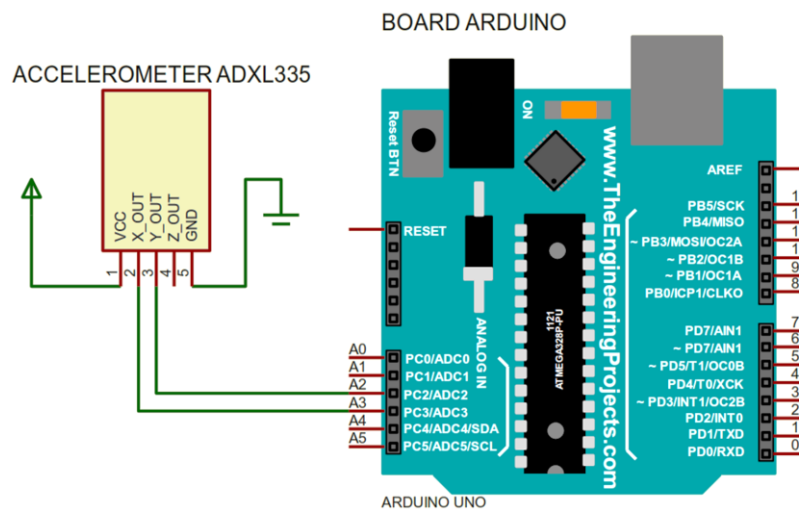 BOARD ARDUINO
ACCELEROMETER ADXL335
VCC
X_OUT
Y_OUT
Z_OUT
GND
1
2
3
4
5
Reset BTN
ON
www.TheEngineeringProjects.com
RESET
ANALOG IN
1121
ATMEGA328P-PU
A0
A1
A2
A3
A4
A5
PC0/ADC0
PC1/ADC1
PC2/ADC2
PC3/ADC3
PC4/ADC4/SDA
PC5/ADC5/SCL
AREF
PB5/SCK 1
PB4/MISO 1
~ PB3/MOSI/OC2A 1
~ PB2/OC1B 1
~ PB1/OC1A 9
PB0/ICP1/CLKO 8
PD7/AIN1 7
~ PD7/AIN1 6
~ PD5/T1/OC0B 5
PD4/T0/XCK 4
~ PD3/INT1/OC2B 3
PD2/INT0 2
PD1/TXD 1
PD0/RXD 0
ARDUINO UNO